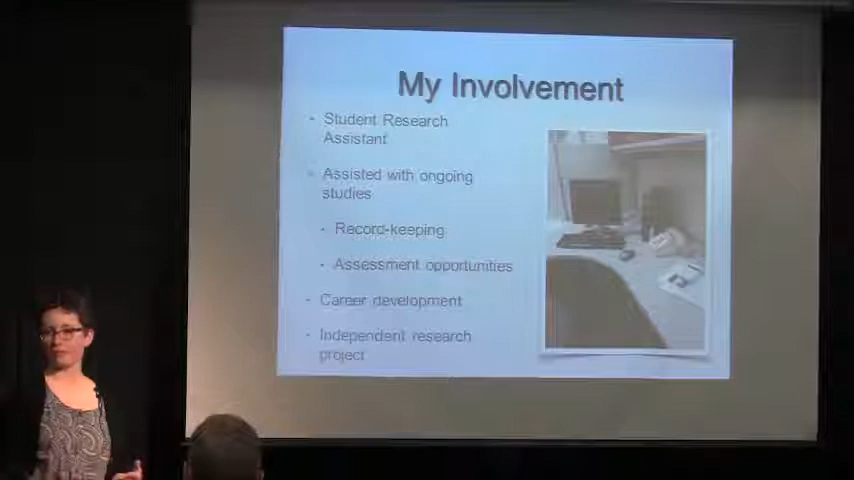 My Involvement
Student Research
Assistant
Assisted with ongoing
studies
Record-keeping
Assessment opportunities
Career development
Independent research
project